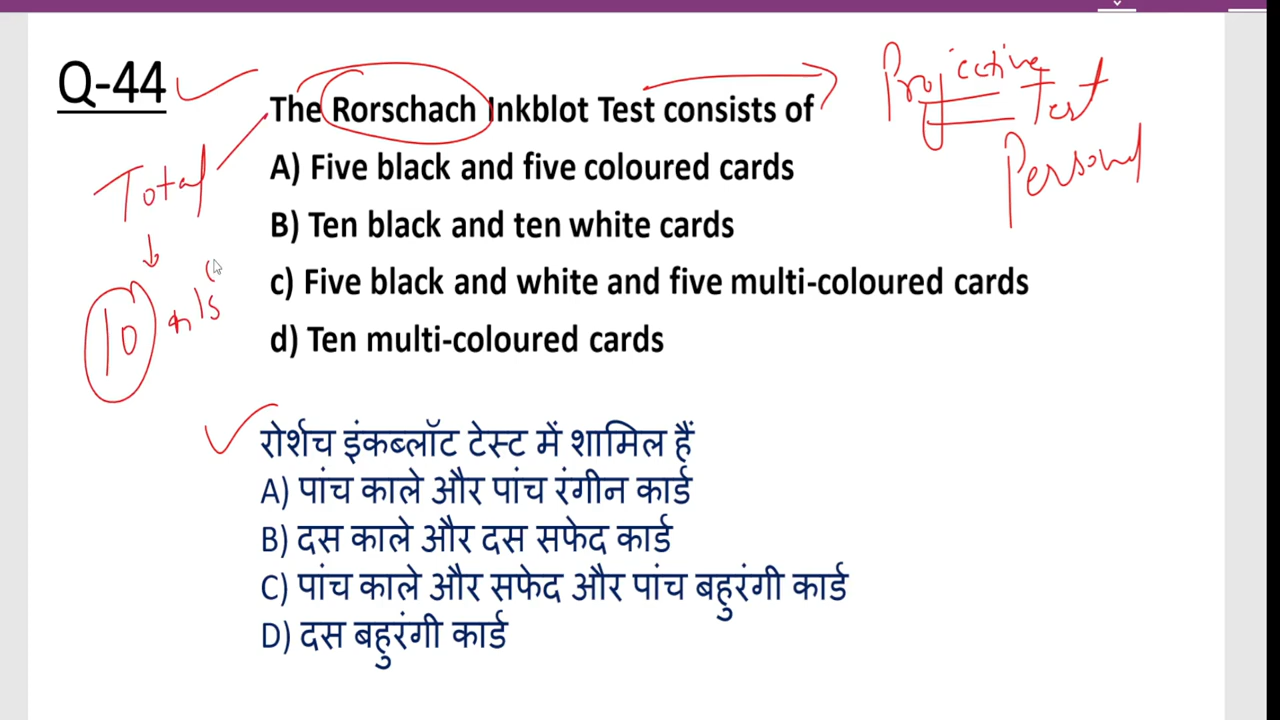 Q-44
The Rorschach Inkblot Test consists of
A) Five black and five coloured cards
B) Ten black and ten white cards
c) Five black and white and five multi-coloured cards
d) Ten multi-coloured cards
Projective
Test
Personal
Total
10
रोर्शच इंकब्लॉट टेस्ट में शामिल हैं
A) पांच काले और पांच रंगीन कार्ड
B) दस काले और दस सफेद कार्ड
C) पांच काले और सफेद और पांच बहुरंगी कार्ड
D) दस बहुरंगी कार्ड